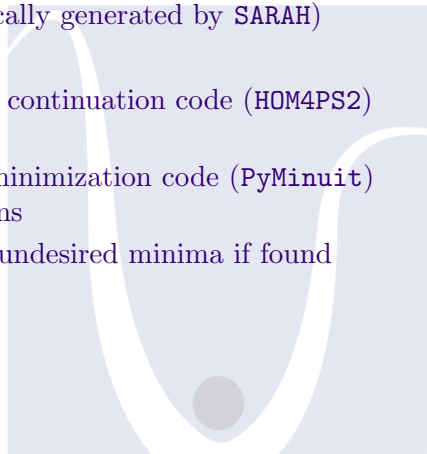 cally generated by SARAH)
continuation code (HOM4PS2)
minimization code (PyMinuit)
ns
undesired minima if found